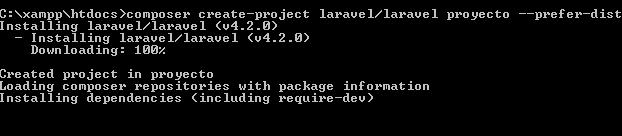 C:\xampp\htdocs>composer create-project laravel/laravel proyecto --prefer-dist
Installing laravel/laravel (v4.2.0)
  - Installing laravel/laravel (v4.2.0)
    Downloading: 100%
Created project in proyecto
Loading composer repositories with package information
Installing dependencies (including require-dev)